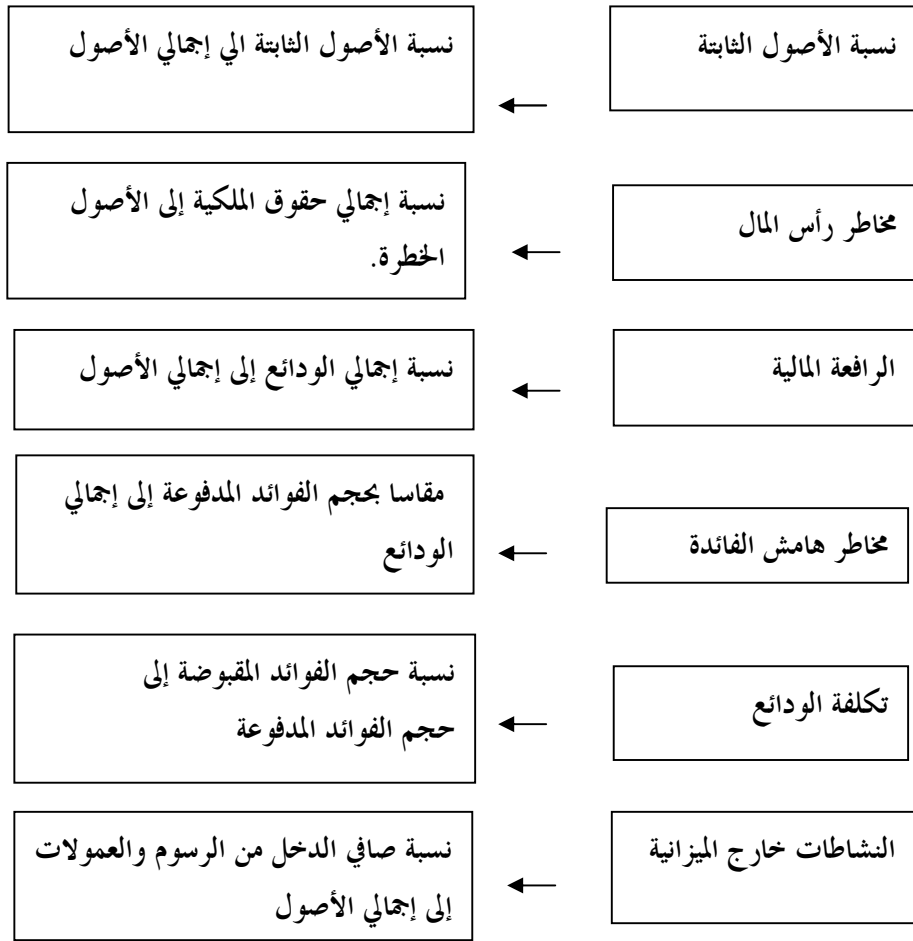 نسبة الأصول الثابتة
نسبة الأصول الثابتة الي إجمالي الأصول
مخاطر رأس المال
نسبة إجمالي حقوق الملكية إلى الأصول
الخطرة.
الرافعة المالية
نسبة إجمالي الودائع إلى إجمالي الأصول
مخاطر هامش الفائدة
مقاسا بحجم الفوائد المدفوعة إلى إجمالي
الودائع
تكلفة الودائع
نسبة حجم الفوائد المقبوضة إلى
حجم الفوائد المدفوعة
النشاطات خارج الميزانية
نسبة صافي الدخل من الرسوم والعمولات
إلى إجمالي الأصول